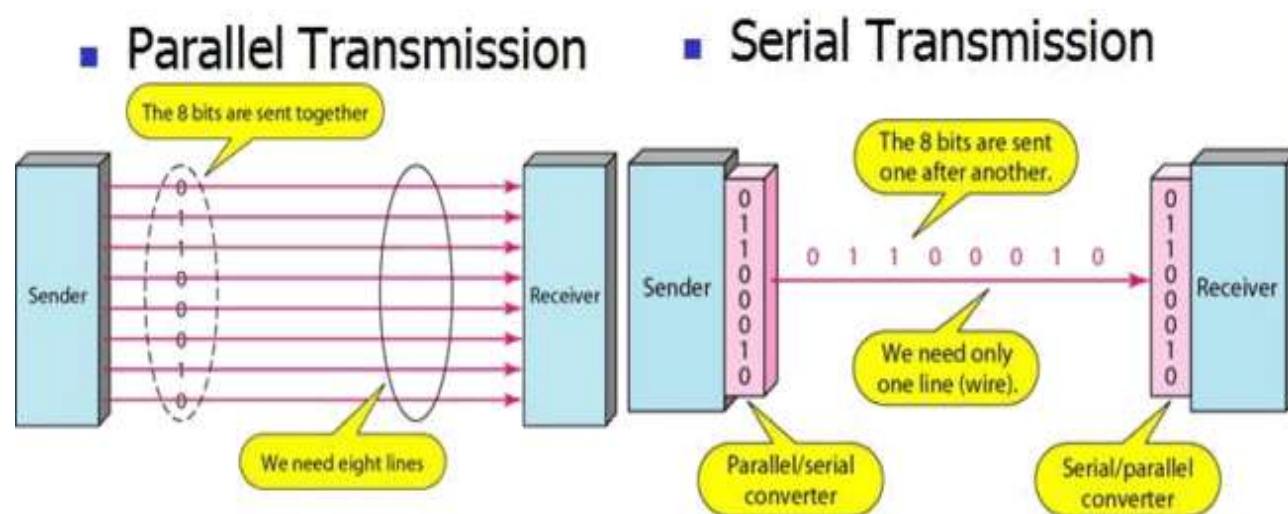 ▪ Parallel Transmission
The 8 bits are sent together
Sender
0
1
1
0
0
0
1
0
Receiver
We need eight lines
▪ Serial Transmission
The 8 bits are sent
one after another.
Sender
0
1
1
0
0
0
1
0
0 1 1 0 0 0 1 0
0
1
1
0
0
0
1
0
Receiver
We need only
one line (wire).
Parallel/serial
converter
Serial/parallel
converter